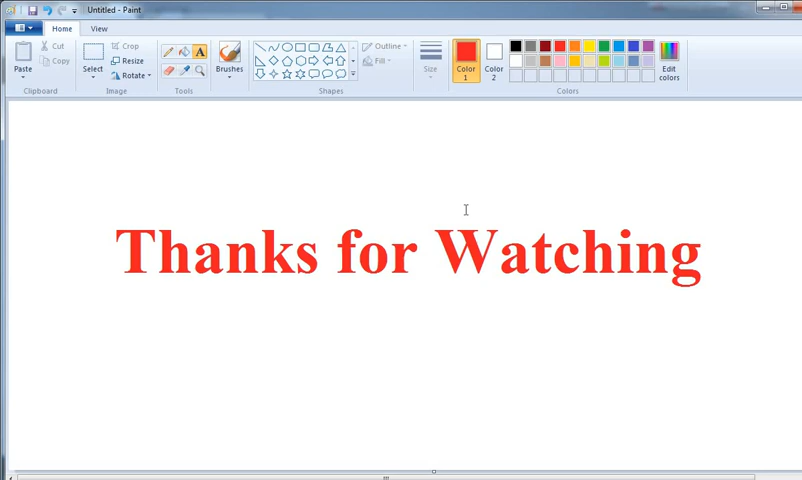 Untitled - Paint
Home View
Paste
Cut
Copy
Clipboard
Select
Crop
Resize
Rotate
Image
A
Tools
Brushes
Outline
Fill
Shapes
Size
Color 1
Color 2
Edit colors
Colors
Thanks for Watching